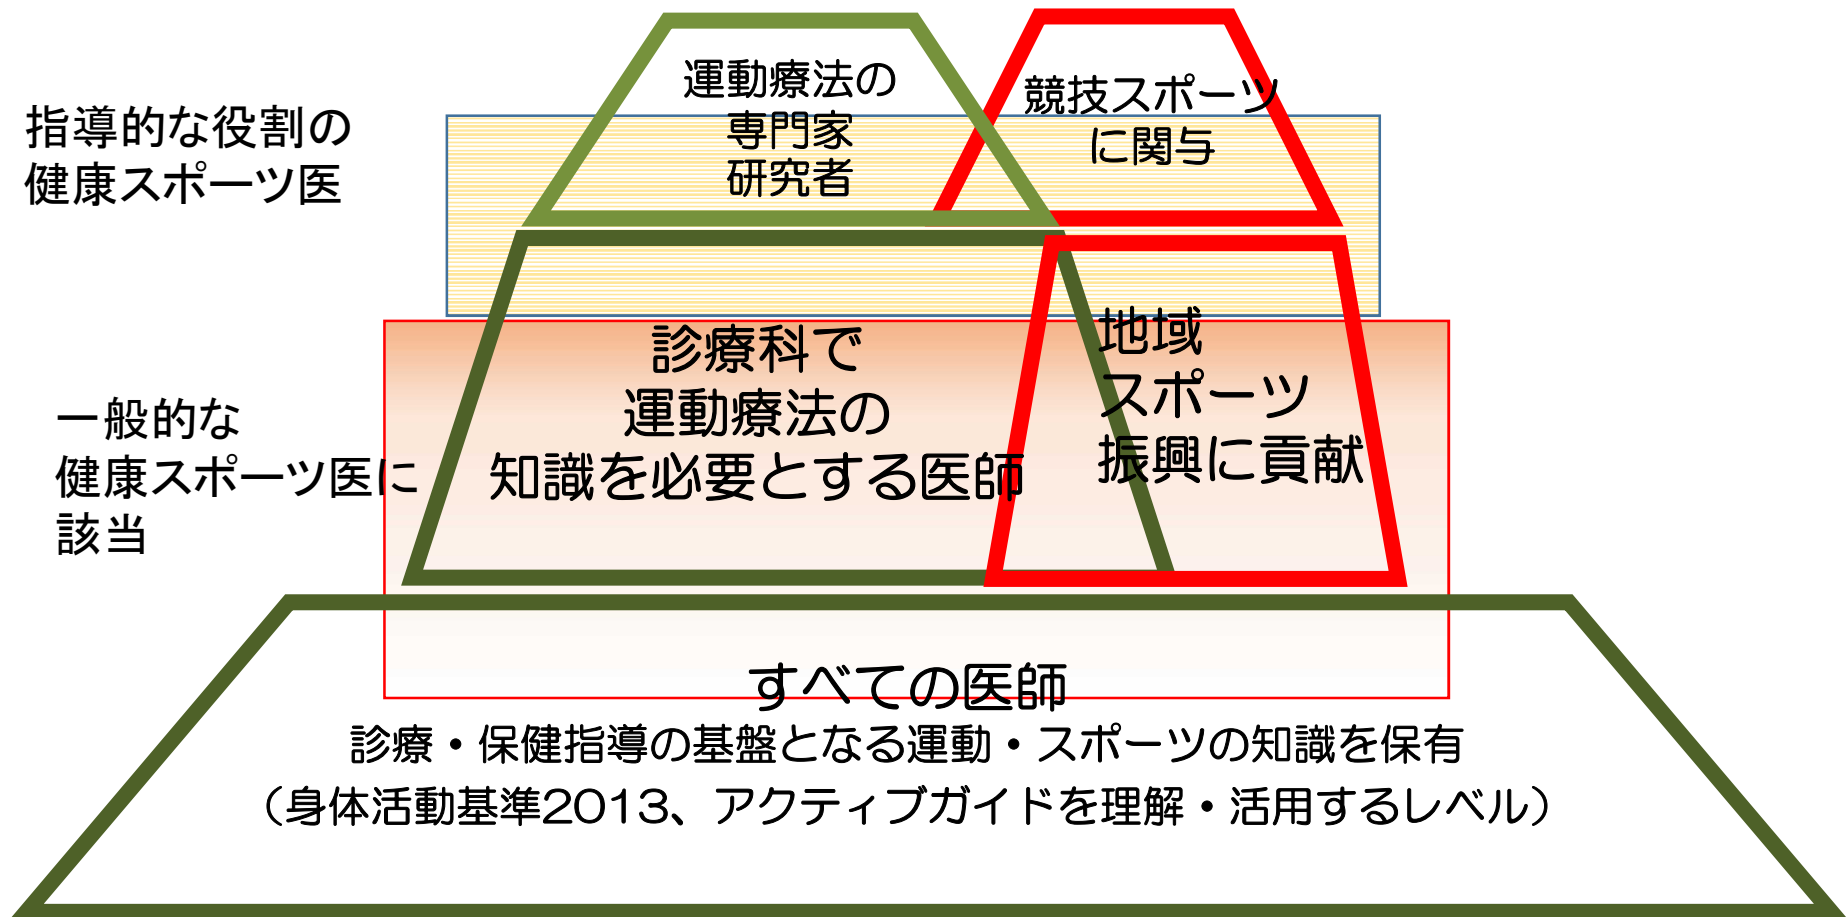 運動療法の
専門家
研究者
競技スポーツ
に関与
指導的な役割の
健康スポーツ医
診療科で
運動療法の
知識を必要とする医師
地域
スポーツ
振興に貢献
一般的な
健康スポーツ医に
該当
すべての医師
診療・保健指導の基盤となる運動・スポーツの知識を保有
（身体活動基準2013、アクティブガイドを理解・活用するレベル）